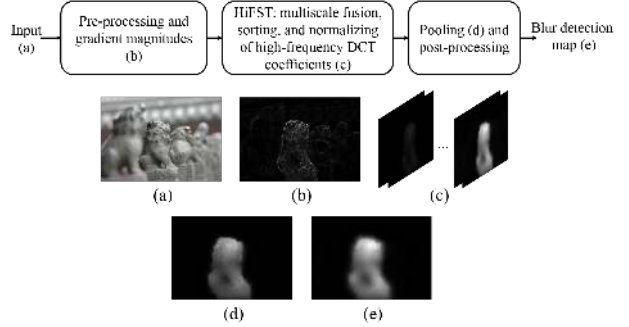 Input
(a)
Pre-processing and
gradient magnitudes
(b)
HiFST: multiscale fusion,
sorting, and normalizing
of high-frequency DCT
coefficients (c)
Pooling (d) and
post-processing
Blur detection
map (e)
(a)
(b)
...
(c)
(d)
(e)